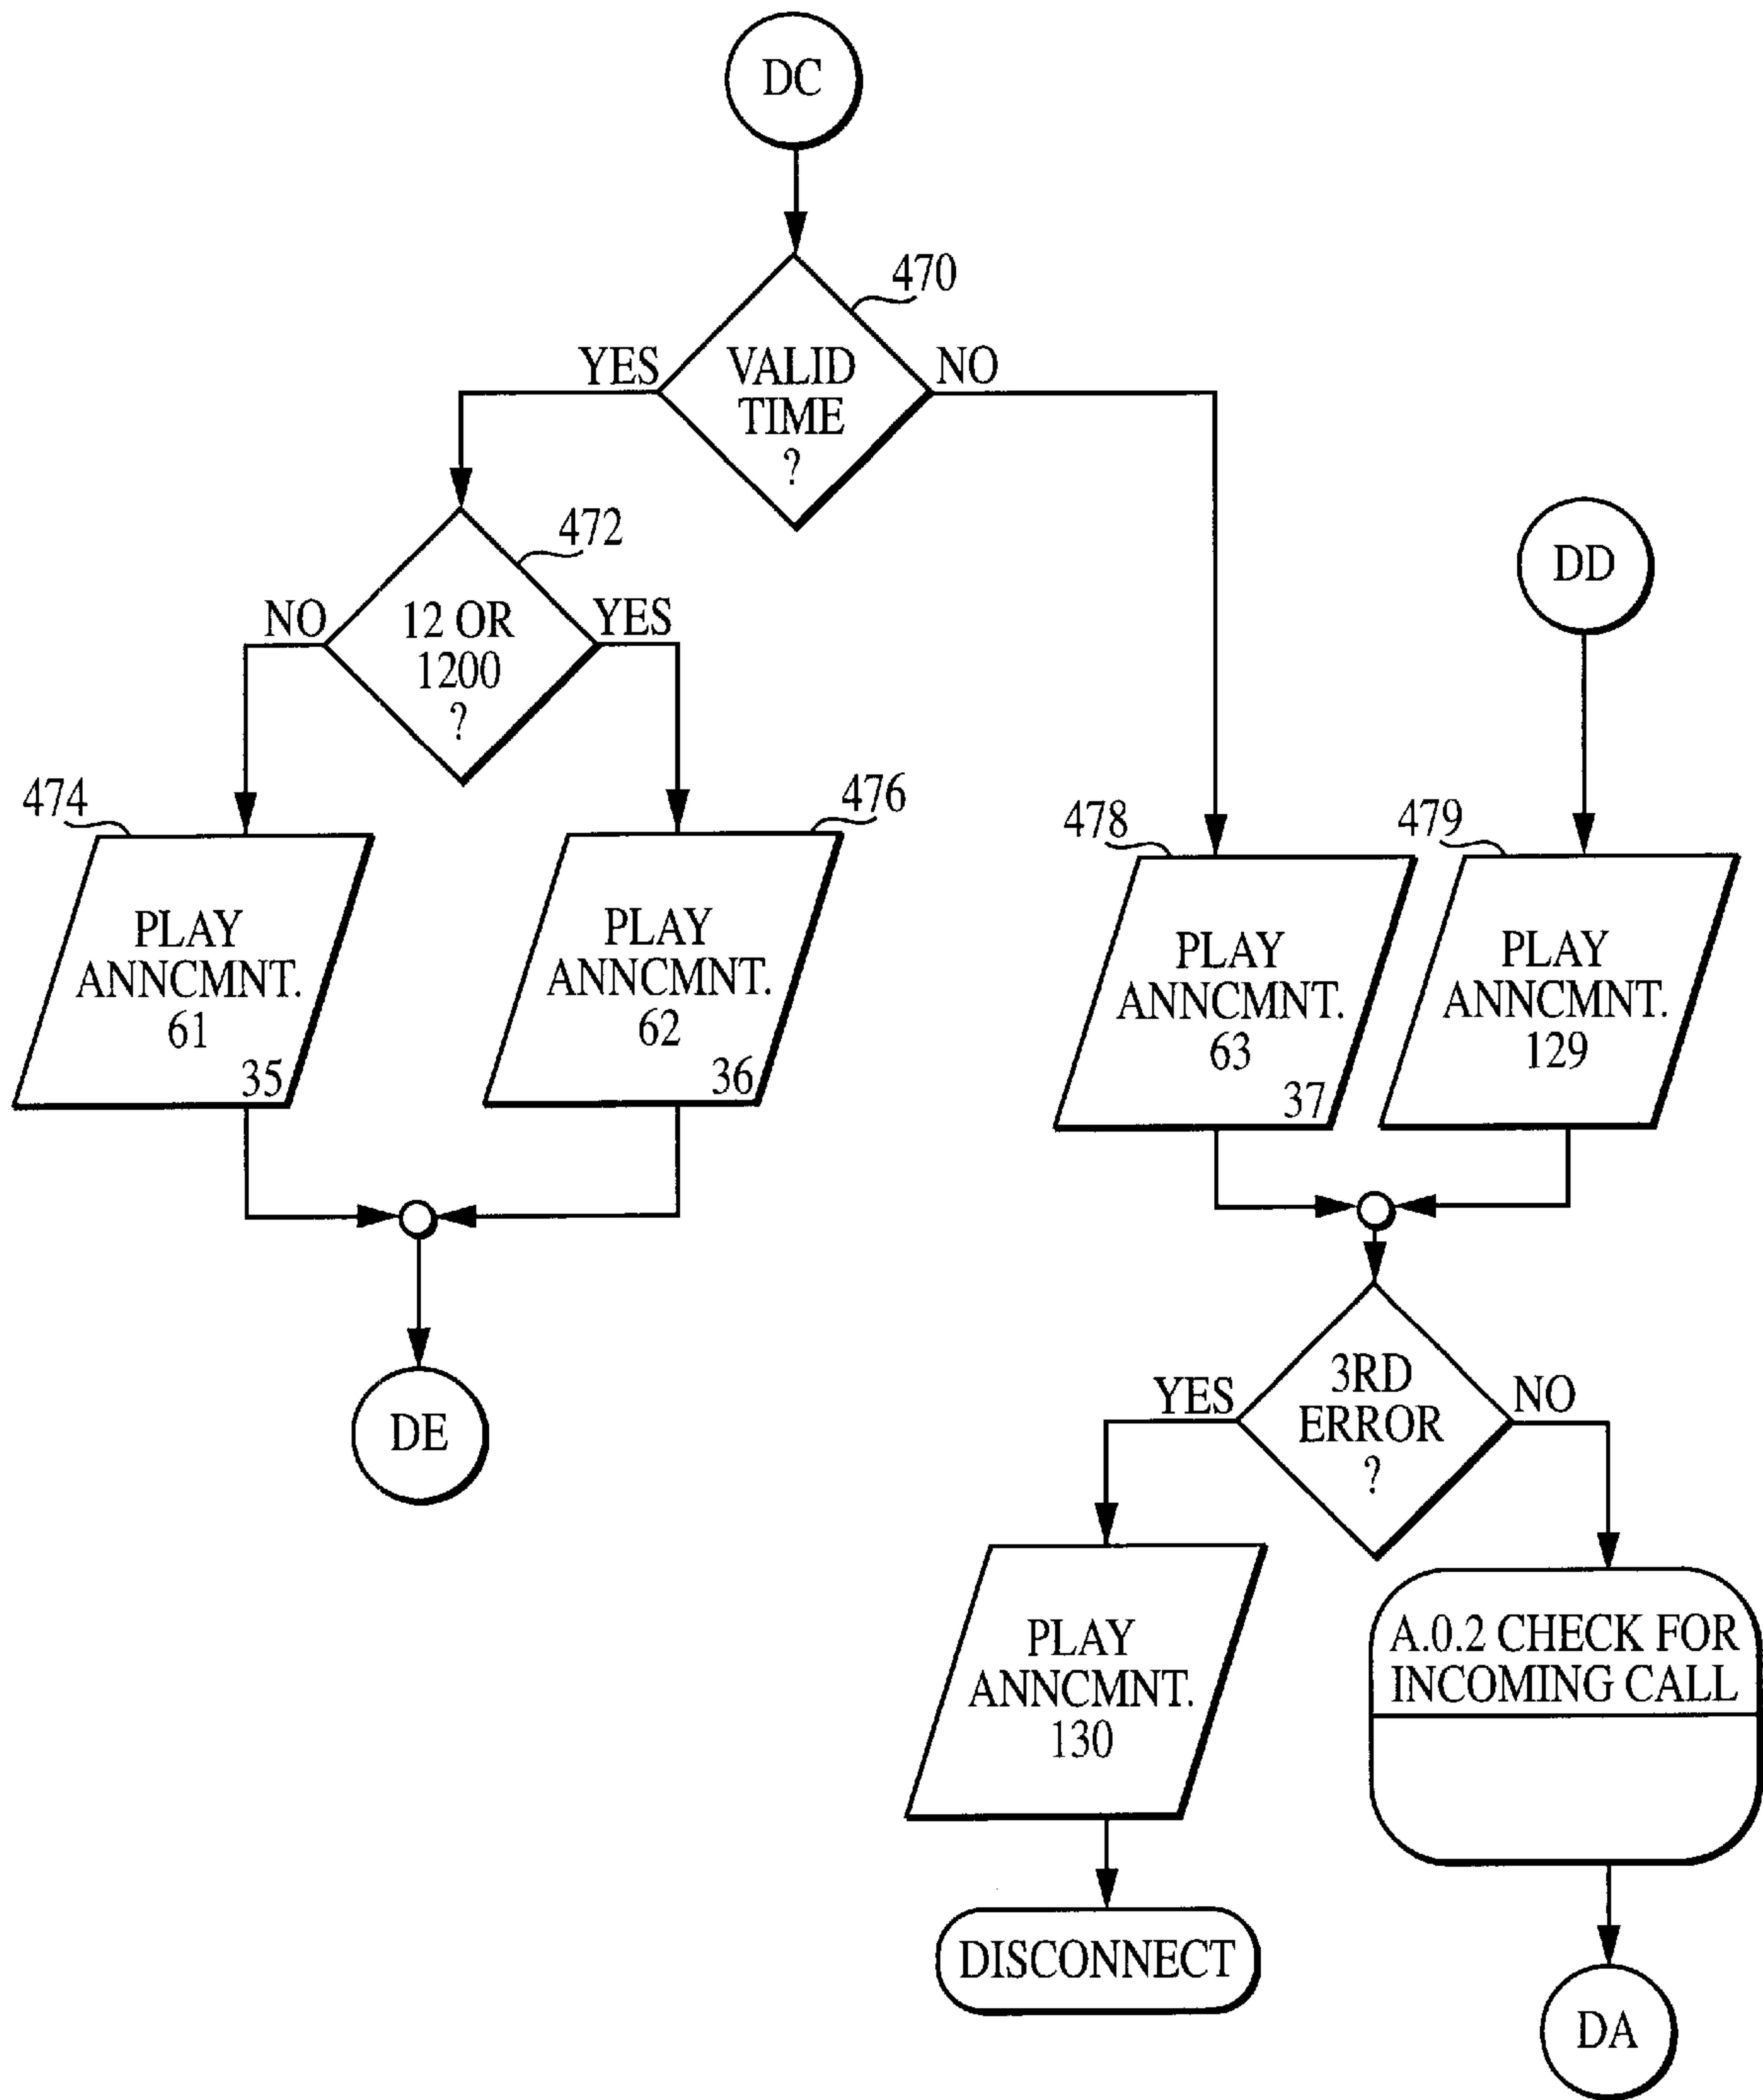 DC
470
YES
VALID
TIME
?
NO
472
NO
12 OR
1200
?
YES
DD
474
PLAY
ANNCMNT.
61
35
476
PLAY
ANNCMNT.
62
36
478
PLAY
ANNCMNT.
63
37
479
PLAY
ANNCMNT.
129
DE
YES
3RD
ERROR
?
NO
PLAY
ANNCMNT.
130
A.0.2 CHECK FOR
INCOMING CALL
DISCONNECT
DA